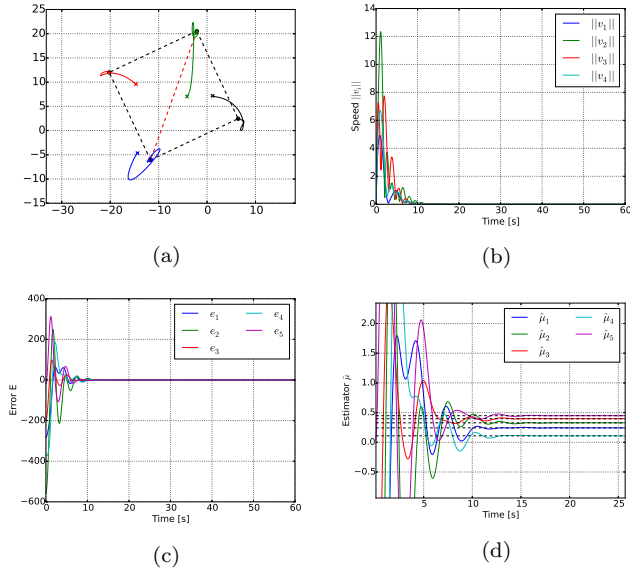 25
20
15
10
5
0
−5
−10
−15
−30
−20
−10
0
10
(a)
14
12
10
8
6
4
2
0
Speed ||v_i||
||v_1||
||v_2||
||v_3||
||v_4||
0
10
20
30
40
50
60
Time [s]
(b)
400
200
0
−200
−400
−600
Error E
e_1
e_2
e_3
e_4
e_5
0
10
20
30
40
50
60
Time [s]
(c)
2.0
1.5
1.0
0.5
0.0
−0.5
Estimator μ̂
μ̂_1
μ̂_2
μ̂_3
μ̂_4
μ̂_5
5
10
15
20
25
Time [s]
(d)